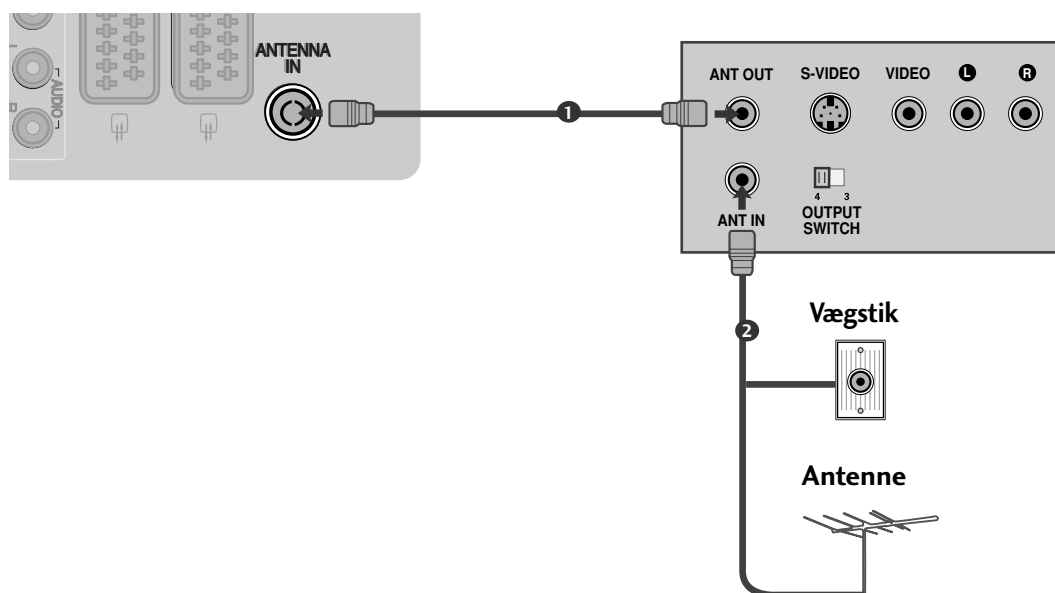 ANTENNA
IN
AUDIO
R
1
ANT OUT S-VIDEO VIDEO L R
4 3
ANT IN
OUTPUT
SWITCH
2
Vægstik
Antenne